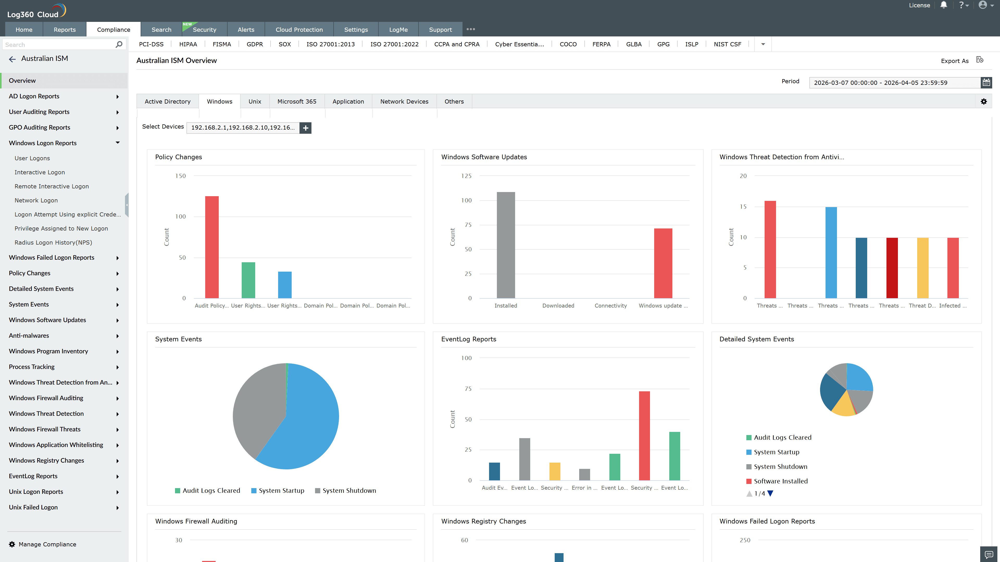 Log360 Cloud
License
?
Home
Reports
Compliance
Search
NEW
Security
Alerts
Cloud Protection
Settings
LogMe
Support
Search
PCI-DSS
HIPAA
FISMA
GDPR
SOX
ISO 27001:2013
ISO 27001:2022
CCPA and CPRA
Cyber Essentia...
COCO
FERPA
GLBA
GPG
ISLP
NIST CSF
Australian ISM
Overview
AD Logon Reports
User Auditing Reports
GPO Auditing Reports
Windows Logon Reports
User Logons
Interactive Logon
Remote Interactive Logon
Network Logon
Logon Attempt Using explicit Crede...
Privilege Assigned to New Logon
Radius Logon History(NPS)
Windows Failed Logon Reports
Policy Changes
Detailed System Events
System Events
Windows Software Updates
Anti-malwares
Windows Program Inventory
Process Tracking
Windows Threat Detection from An...
Windows Firewall Auditing
Windows Threat Detection
Windows Firewall Threats
Windows Application Whitelisting
Windows Registry Changes
EventLog Reports
Unix Logon Reports
Unix Failed Logon
Manage Compliance
Australian ISM Overview
Export As
Period
2026-03-07 00:00:00 - 2026-04-05 23:59:59
Active Directory
Windows
Unix
Microsoft 365
Application
Network Devices
Others
Select Devices
192.168.2.1,192.168.2.10,192.16...
Policy Changes
150
100
50
0
Count
Audit Policy...
User Rights...
User Rights...
Domain Pol...
Domain Pol...
Domain Pol...
Windows Software Updates
125
100
75
50
25
0
Count
Installed
Downloaded
Connectivity
Windows update ...
Windows Threat Detection from Antivi...
20
15
10
5
0
Count
Threats ...
Threats ...
Threats ...
Threats ...
Threats ...
Threat D...
Infected ...
System Events
Audit Logs Cleared
System Startup
System Shutdown
EventLog Reports
100
75
50
25
0
Count
Audit Ev...
Event Lo...
Security ...
Error in ...
Event Lo...
Security ...
Event Lo...
Detailed System Events
Audit Logs Cleared
System Startup
System Shutdown
Software Installed
1/4
Windows Firewall Auditing
30
Windows Registry Changes
60
Windows Failed Logon Reports
250